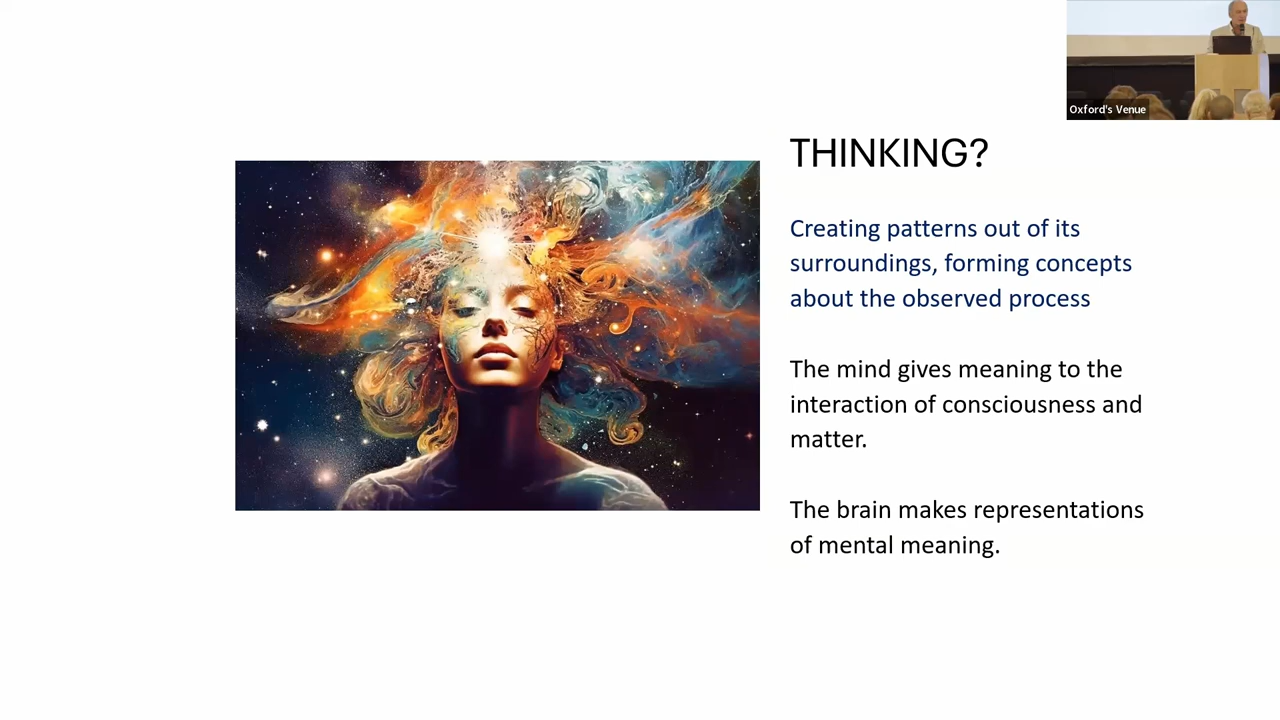 Oxford's Venue
THINKING?
Creating patterns out of its
surroundings, forming concepts
about the observed process
The mind gives meaning to the
interaction of consciousness and
matter.
The brain makes representations
of mental meaning.